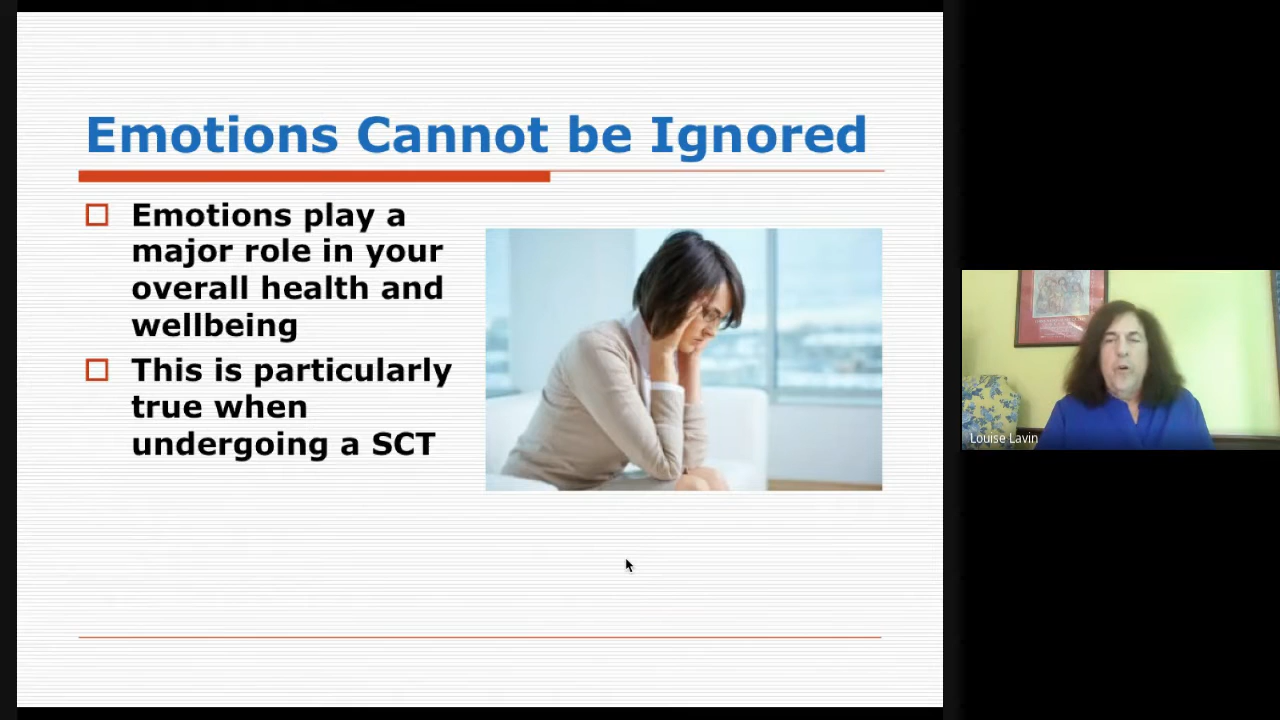 Emotions Cannot be Ignored
Emotions play a
major role in your
overall health and
wellbeing
This is particularly
true when
undergoing a SCT
Louise Lavin